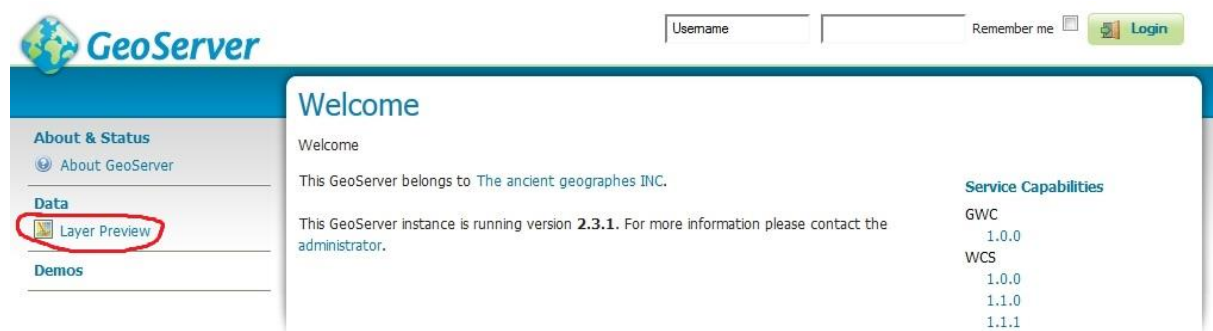 GeoServer
Username
Remember me
Login
Welcome
About & Status
About GeoServer
Data
Layer Preview
Demos
Welcome
This GeoServer belongs to The ancient geographes INC.
This GeoServer instance is running version 2.3.1. For more information please contact the
administrator.
Service Capabilities
GWC
1.0.0
WCS
1.0.0
1.1.0
1.1.1